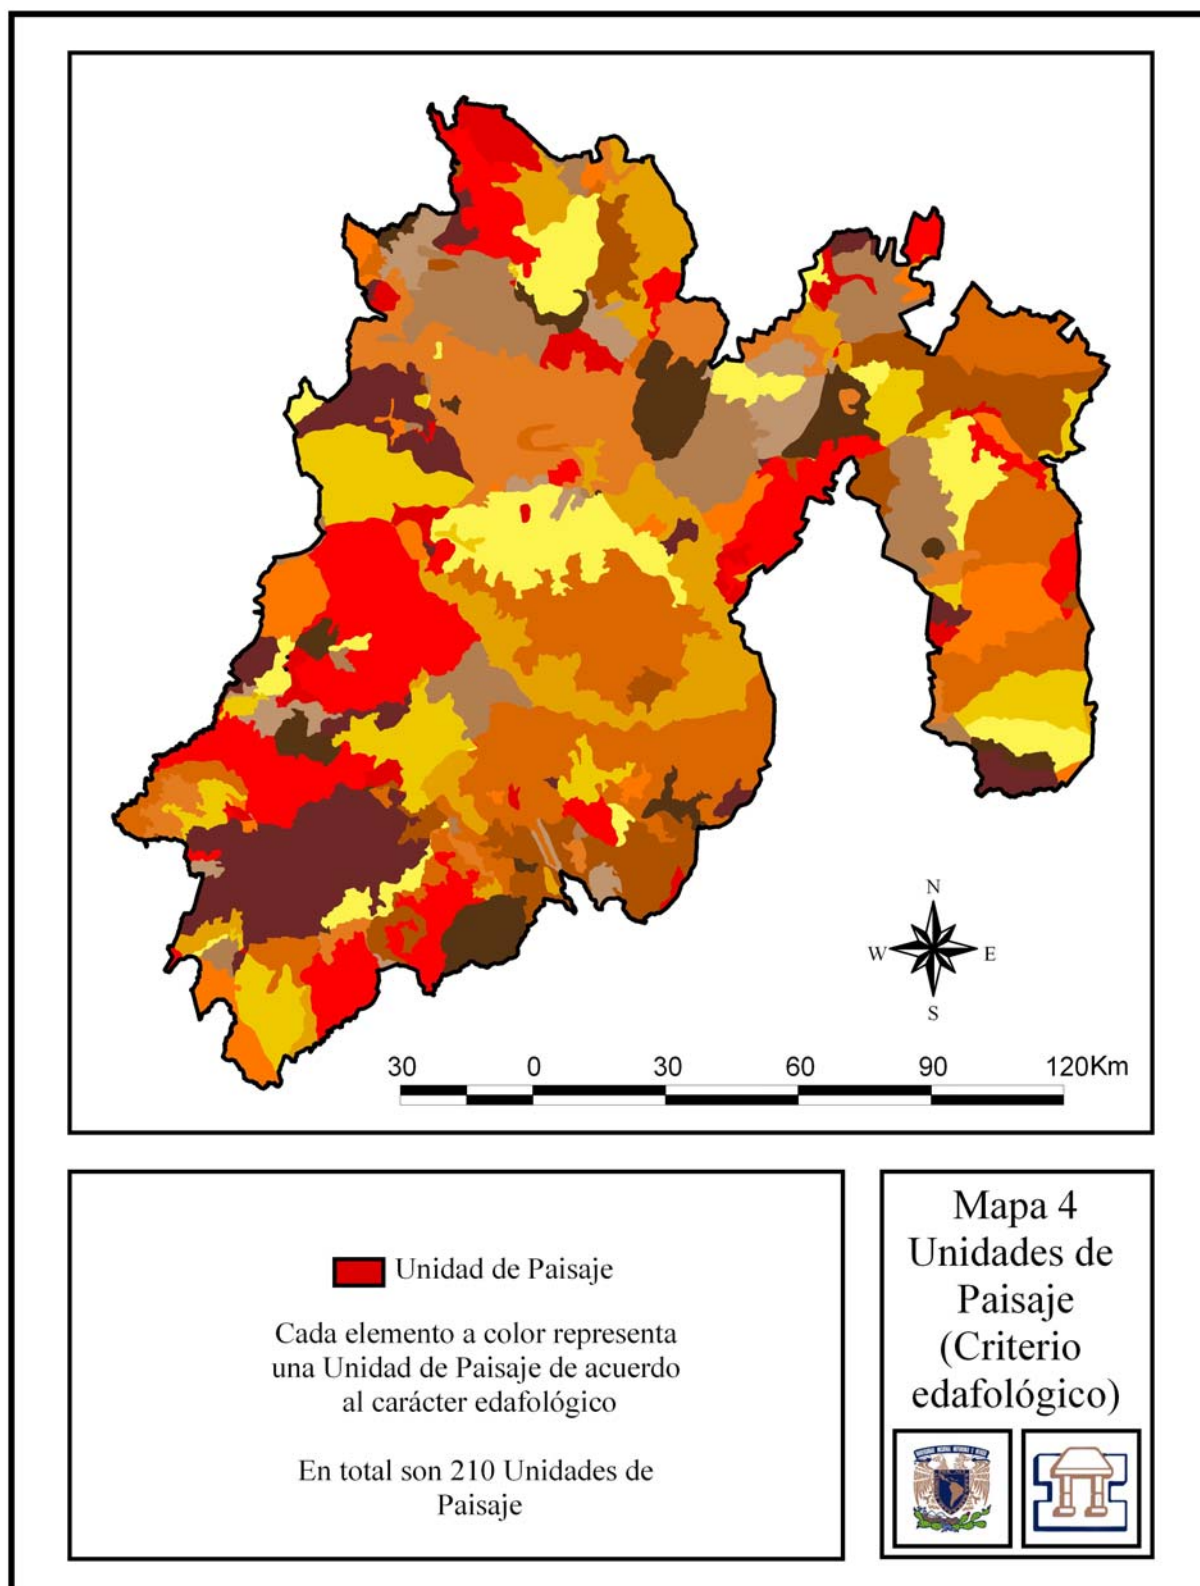 N
W E
S
30 0 30 60 90 120Km
Unidad de Paisaje
Cada elemento a color representa
una Unidad de Paisaje de acuerdo
al carácter edafológico
En total son 210 Unidades de
Paisaje
Mapa 4
Unidades de
Paisaje
(Criterio
edafológico)